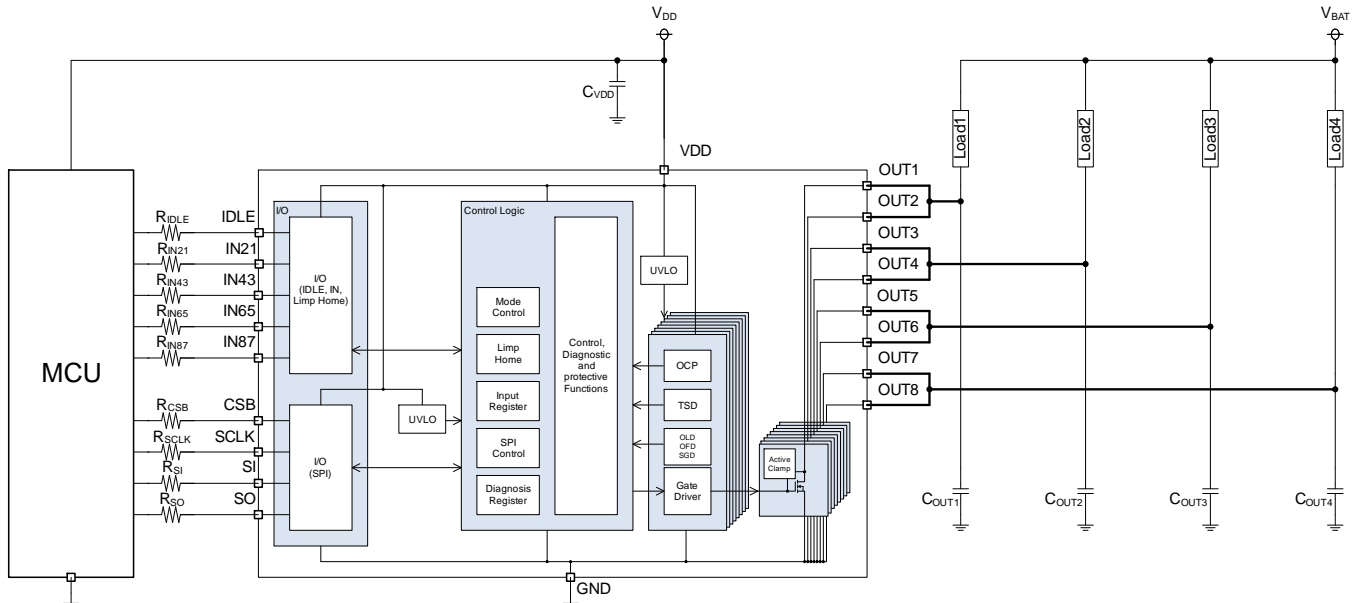 VDD
VBAT
CVDD
Load1
Load2
Load3
Load4
VDD
OUT1
OUT2
OUT3
OUT4
OUT5
OUT6
OUT7
OUT8
MCU
RIDLE
IDLE
RIN21
IN21
RIN43
IN43
RIN65
IN65
RIN87
IN87
RCSB
CSB
RSCLK
SCLK
RSI
SI
RSO
SO
I/O
I/O
(IDLE, IN,
Limp Home)
I/O
(SPI)
UVLO
Control Logic
Mode
Control
Limp
Home
Input
Register
SPI
Control
Diagnosis
Register
Control,
Diagnostic
and
protective
Functions
UVLO
OCP
TSD
OLD
OFD
SGD
Gate
Driver
Active
Clamp
COUT1
COUT2
COUT3
COUT4
GND